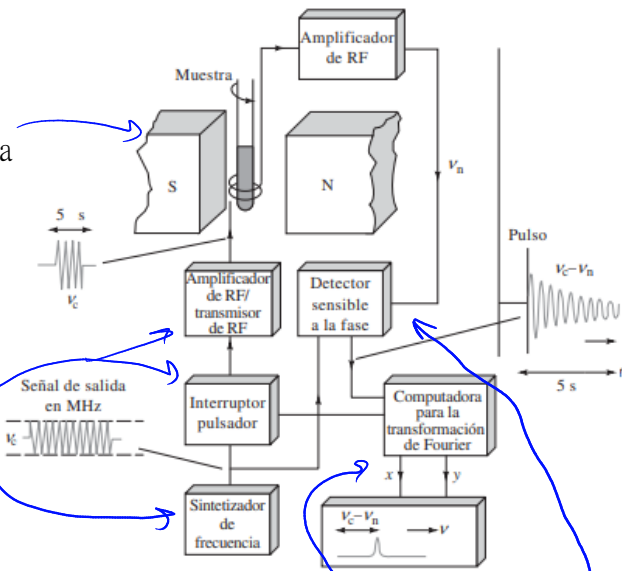 Amplificador
de RF
Muestra
a
S
N
νn
5 s
νc
Pulso
νc–νn
Amplificador
de RF/
transmisor
de RF
Detector
sensible
a la fase
5 s
t
Señal de salida
en MHz
νc
Interruptor
pulsador
Computadora
para la
transformación
de Fourier
x
y
Sintetizador
de
frecuencia
νc–νn
ν